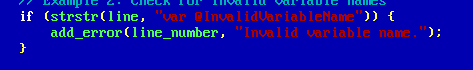 // Example 2: Check for invalid variable names
if (strstr(line, "var @InvalidVariableName")) {
add_error(line_number, "Invalid variable name.");
}